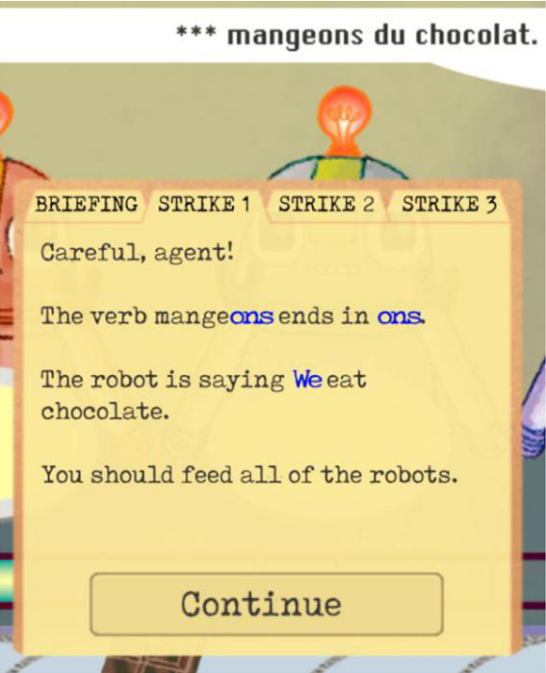 *** mangeons du chocolat.
BRIEFING STRIKE 1 STRIKE 2 STRIKE 3
Careful, agent!
The verb mangeons ends in ons.
The robot is saying We eat
chocolate.
You should feed all of the robots.
Continue